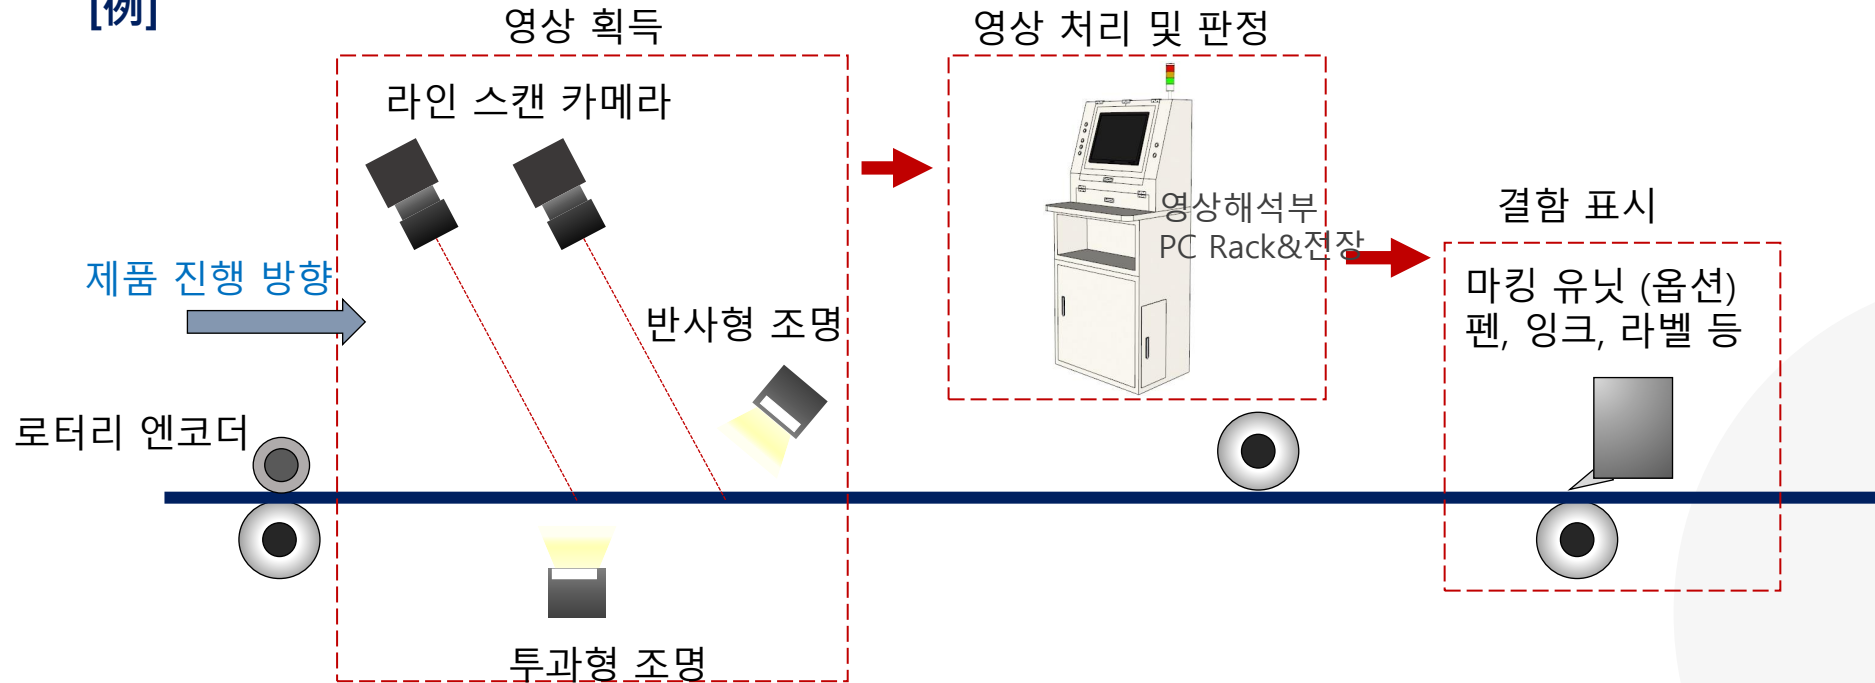 [例]
영상 획득
영상 처리 및 판정
라인 스캔 카메라
영상해석부
PC Rack&전장
결함 표시
제품 진행 방향
마킹 유닛 (옵션)
펜, 잉크, 라벨 등
반사형 조명
로터리 엔코더
투과형 조명